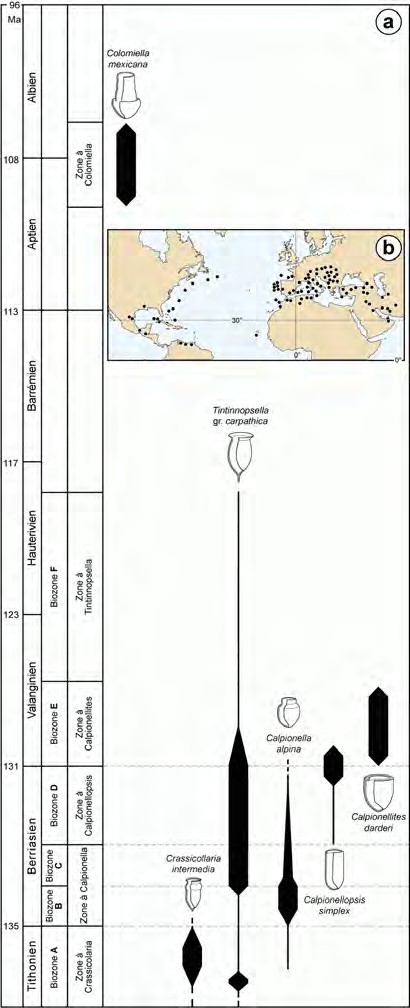 96
Ma
a
Colomiella
mexicana
Albien
108
Zone à
Colomiella
Aptien
b
30°
0°
0°
113
Barrémien
Tintinnopsella
gr. carpathica
117
Hauterivien
Biozone F
Zone à
Tintinnopsella
123
Valanginien
Biozone E
Zone à
Calpionellites
Calpionella
alpina
131
Calpionellites
darderi
Berriasien
Biozone D
Zone à
Calpionellopsis
Biozone
C
Crassicollaria
intermedia
Biozone
B
Zone à Calpionella
Calpionellopsis
simplex
135
Tithonien
Biozone A
Zone à
Crassicolaria